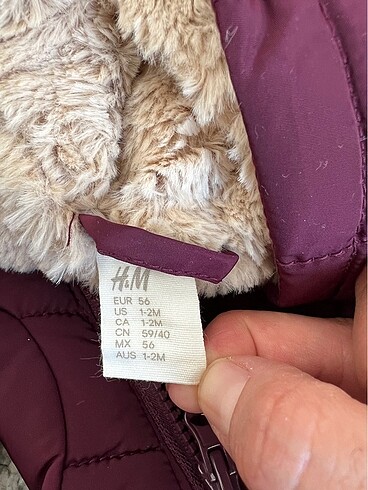 H&M
EUR 56
US 1-2M
CA 1-2M
CN 59/40
MX 56
AUS 1-2M